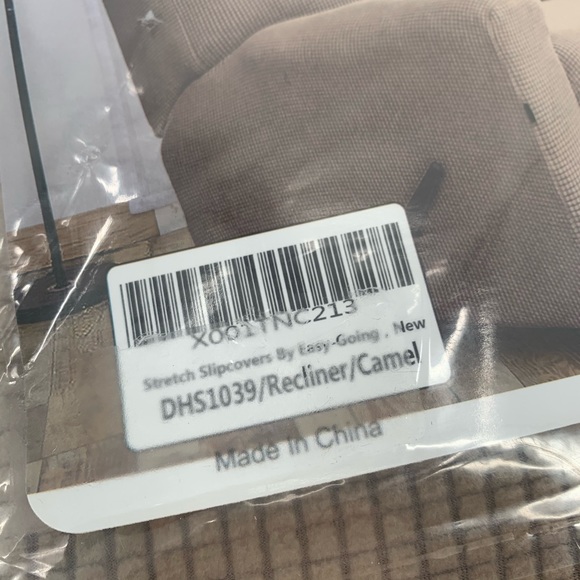 X001TNC213
Stretch Slipcovers By Easy-Going , New
DHS1039/Recliner/Camel
Made in China